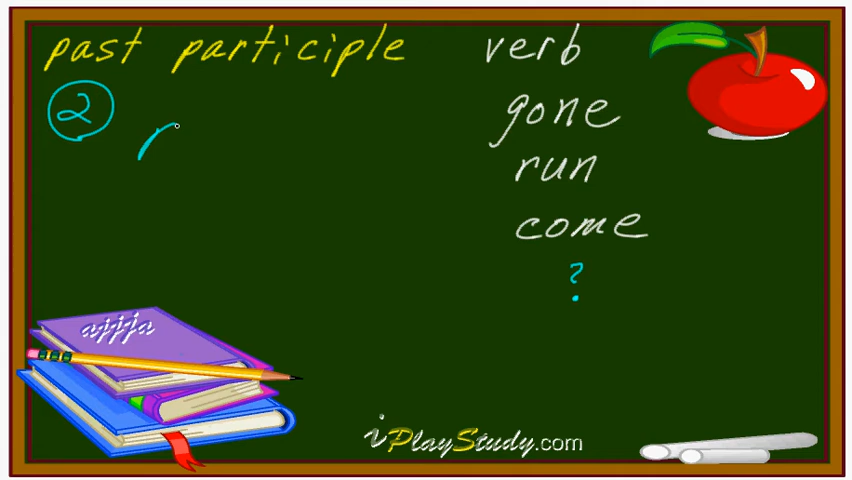 past participle verb
② gone
run
come
?
ajjja
iPlayStudy.com